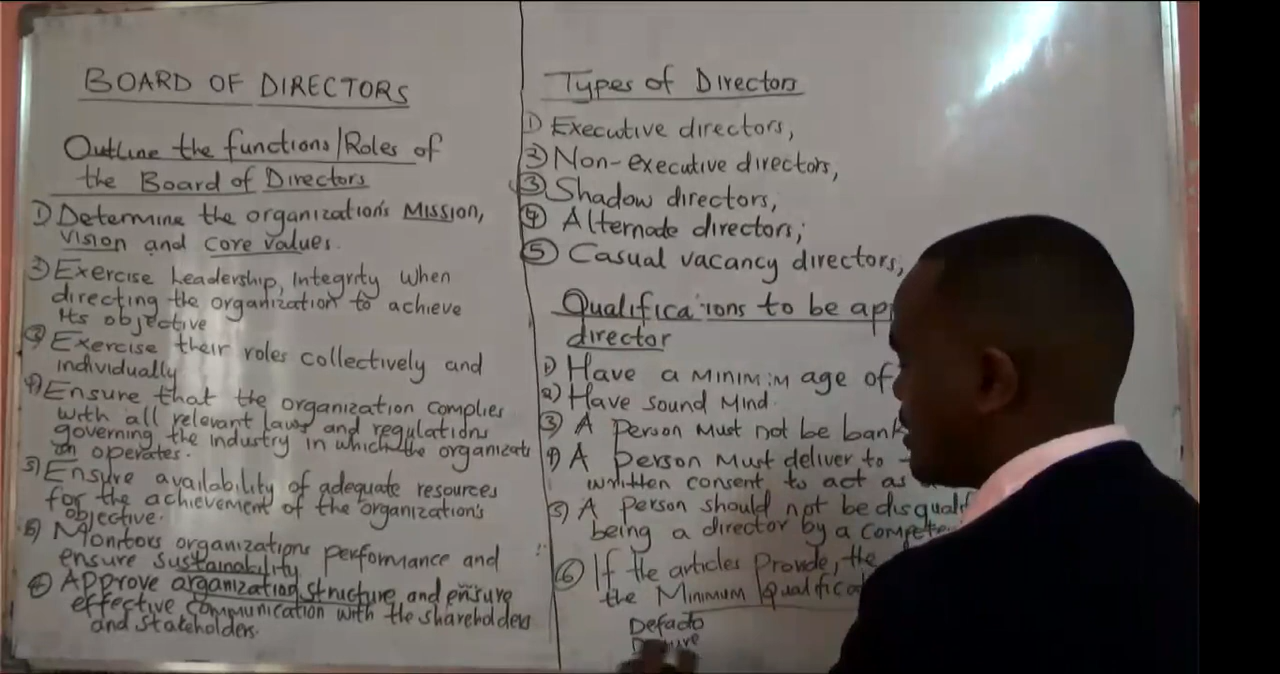 BOARD OF DIRECTORS
Outline the functions/Roles of
the Board of Directors
1) Determine the organization's Mission,
Vision and core values.
2) Exercise Leadership, Integrity when
directing the organization to achieve
its objective
3) Exercise their roles collectively and
individually
4) Ensure that the organization complies
with all relevant laws and regulations
governing the industry in which the organizati
on operates.
5) Ensure availability of adequate resources
for the achievement of the organization's
objective.
6) Monitors organizations performance and
ensure sustainability
Approve organization structure and ensure
effective communication with the shareholders
and stakeholders.
Types of Directors
1) Executive directors,
2) Non-executive directors,
3) Shadow directors,
4) Alternate directors;
5) Casual vacancy directors,
Qualifications to be
director
1) Have a minimum age of
2) Have sound mind.
3) A person must not be
4) A person must deliver to
written consent to act as
5) A person should not be
being a director by a
6) If the articles provide, the
the Minimum
Defacto